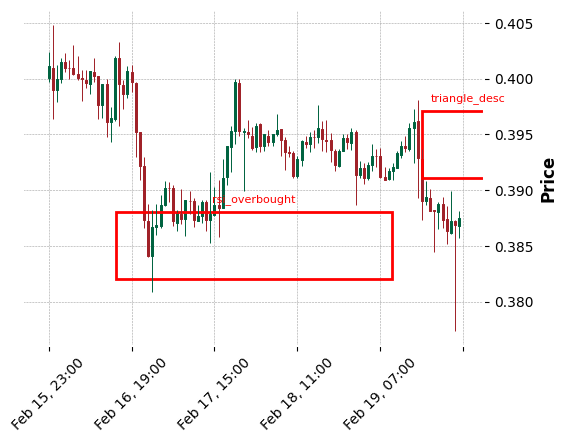 0.405
0.400
triangle_desc
0.395
Price
0.390
rsi_overbought
0.385
0.380
Feb 15, 23:00
Feb 16, 19:00
Feb 17, 15:00
Feb 18, 11:00
Feb 19, 07:00